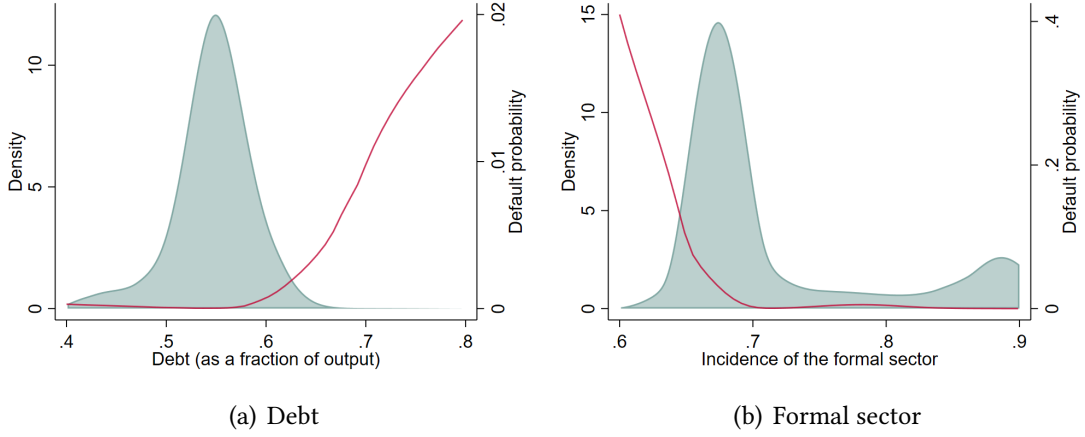 Density
0
5
10
0
.01
.02
Default probability
.4
.5
.6
.7
.8
Debt (as a fraction of output)
(a) Debt
Density
0
5
10
15
0
.2
.4
Default probability
.6
.7
.8
.9
Incidence of the formal sector
(b) Formal sector